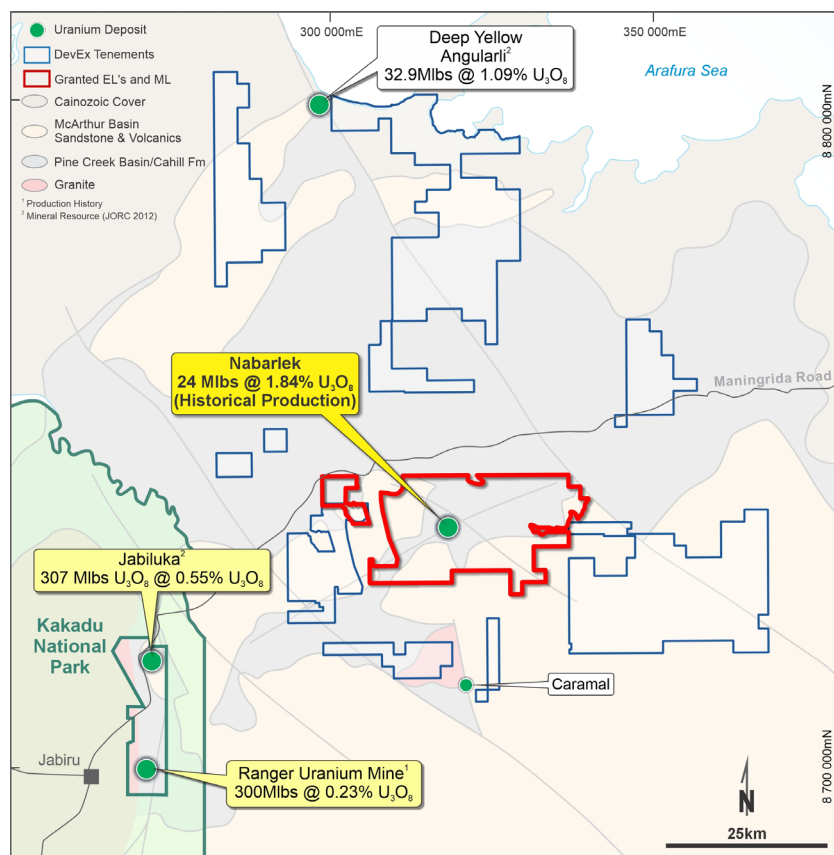 300 000mE
350 000mE
Uranium Deposit
DevEx Tenements
Granted EL's and ML
Cainozoic Cover
McArthur Basin
Sandstone & Volcanics
Pine Creek Basin/Cahill Fm
Granite
¹ Production History
² Mineral Resource (JORC 2012)
Deep Yellow
Angularli²
32.9Mlbs @ 1.09% U₃O₈
Arafura Sea
8 800 000mN
Nabarlek
24 Mlbs @ 1.84% U₃O₈
(Historical Production)
Maningrida Road
Jabiluka²
307 Mlbs U₃O₈ @ 0.55% U₃O₈
Kakadu
National
Park
Caramal
Jabiru
Ranger Uranium Mine¹
300Mlbs @ 0.23% U₃O₈
8 700 000mN
N
25km